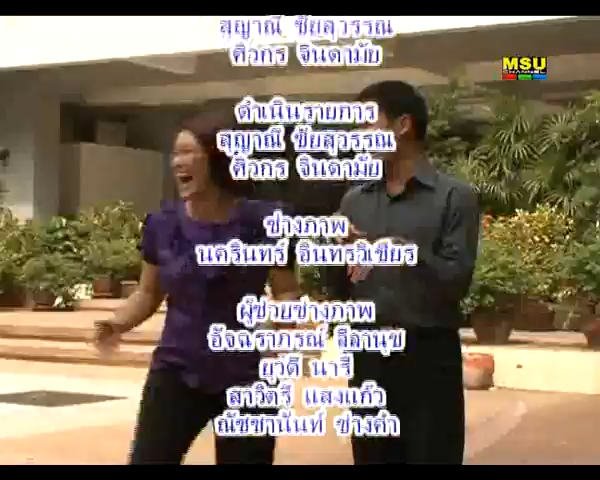 สุญาณี ชัยสุวรรณ
ศิวกร จินดามัย
MSU
CHANNEL
ดำเนินรายการ
สุญาณี ชัยสุวรรณ
ศิวกร จินดามัย
ช่างภาพ
นครินทร์ อินทรวิเชียร
ผู้ช่วยช่างภาพ
อัจฉราภรณ์ ลีลานุช
ยุวดี นารี
สาวิตรี แสงแก้ว
ณัชชานันท์ ช่างคำ